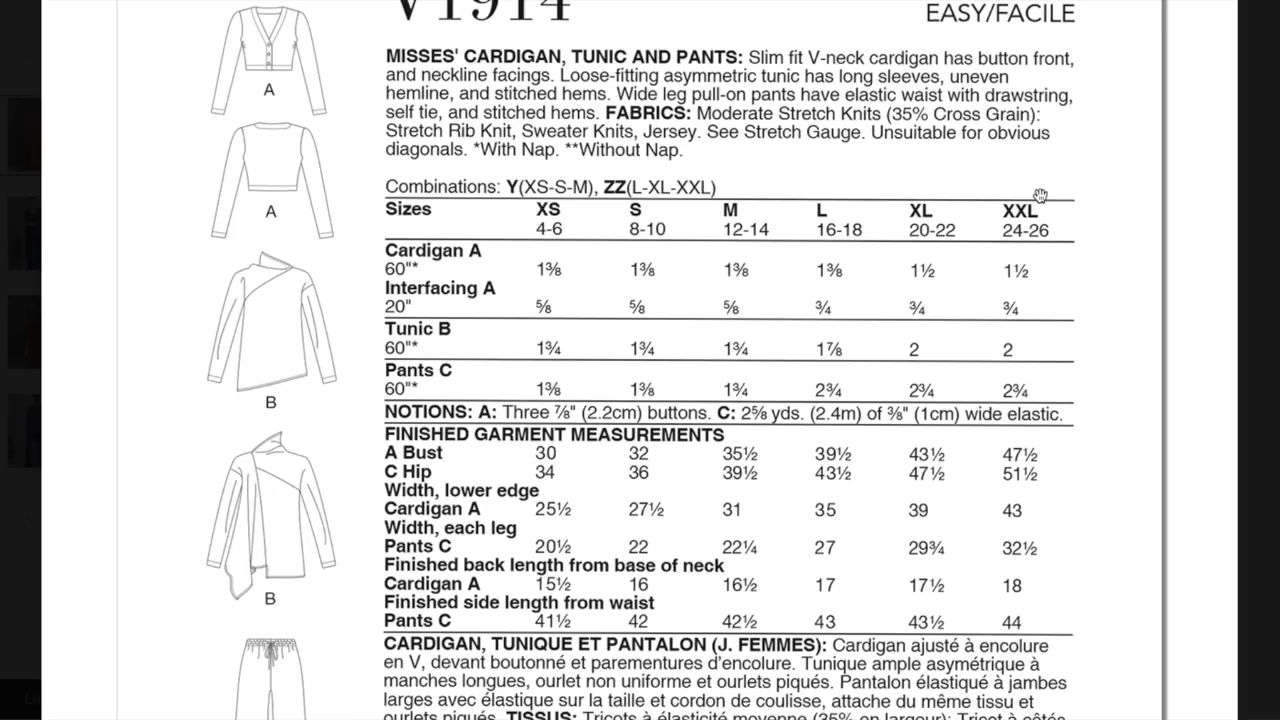 V1914
EASY/FACILE
MISSES' CARDIGAN, TUNIC AND PANTS: Slim fit V-neck cardigan has button front,
and neckline facings. Loose-fitting asymmetric tunic has long sleeves, uneven
hemline, and stitched hems. Wide leg pull-on pants have elastic waist with drawstring,
self tie, and stitched hems. FABRICS: Moderate Stretch Knits (35% Cross Grain):
Stretch Rib Knit, Sweater Knits, Jersey. See Stretch Gauge. Unsuitable for obvious
diagonals. *With Nap. **Without Nap.
Combinations: Y(XS-S-M), ZZ(L-XL-XXL)
Sizes XS S M L XL XXL
4-6 8-10 12-14 16-18 20-22 24-26
Cardigan A
60"* 1⅜ 1⅜ 1⅜ 1⅜ 1½ 1½
Interfacing A
20" ⅝ ⅝ ⅝ ¾ ¾ ¾
Tunic B
60"* 1¾ 1¾ 1¾ 1⅞ 2 2
Pants C
60"* 1⅜ 1⅜ 1¾ 2¾ 2¾ 2¾
NOTIONS: A: Three ⅞" (2.2cm) buttons. C: 2⅝ yds. (2.4m) of ⅜" (1cm) wide elastic.
FINISHED GARMENT MEASUREMENTS
A Bust 30 32 35½ 39½ 43½ 47½
C Hip 34 36 39½ 43½ 47½ 51½
Width, lower edge
Cardigan A 25½ 27½ 31 35 39 43
Width, each leg
Pants C 20½ 22 22¼ 27 29¾ 32½
Finished back length from base of neck
Cardigan A 15½ 16 16½ 17 17½ 18
Finished side length from waist
Pants C 41½ 42 42½ 43 43½ 44
CARDIGAN, TUNIQUE ET PANTALON (J. FEMMES): Cardigan ajusté à encolure
en V, devant boutonné et parementures d'encolure. Tunique ample asymétrique à
manches longues, ourlet non uniforme et ourlets piqués. Pantalon élastiqué à jambes
larges avec élastique sur la taille et cordon de coulisse, attache du même tissu et
ourlets piqués. TISSUS: Tricots à élasticité moyenne (35% en largeur): Tricot à côtés
A
A
B
B